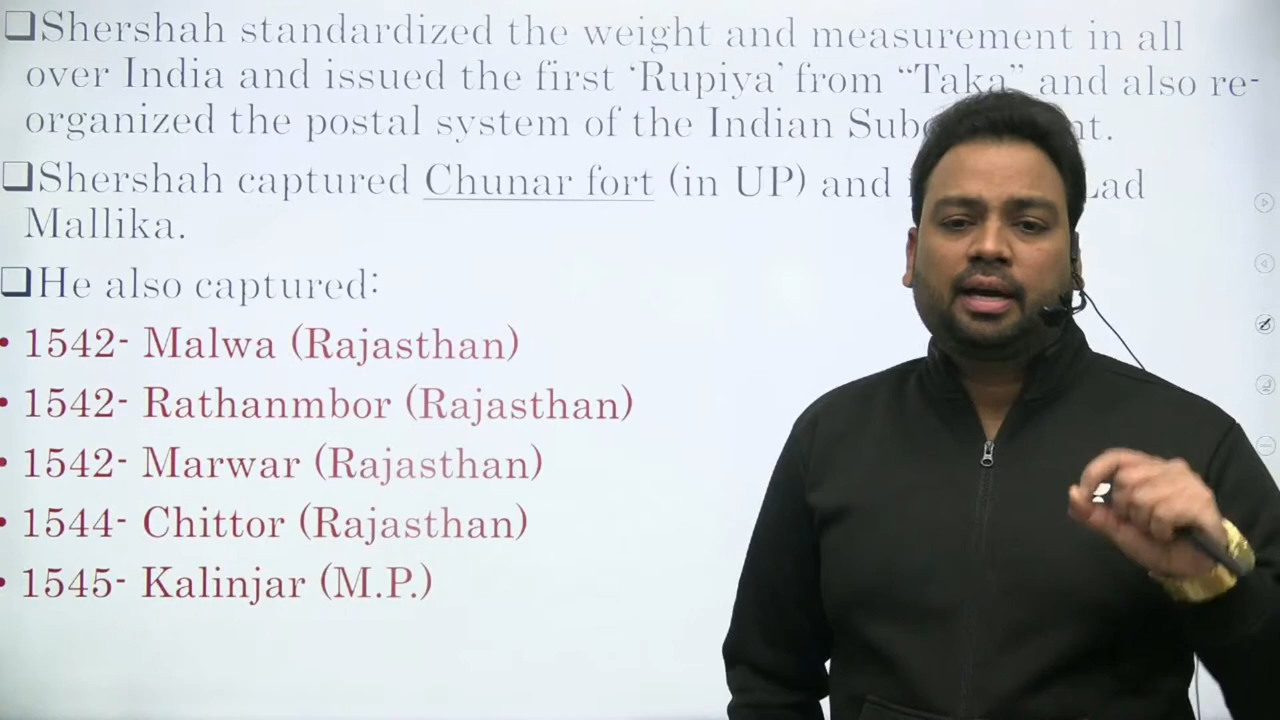 Shershah standardized the weight and measurement in all
over India and issued the first ‘Rupiya’ from “Taka” and also re-
organized the postal system of the Indian
Shershah captured Chunar fort (in UP) and Lad
Mallika.
He also captured:
• 1542- Malwa (Rajasthan)
• 1542- Rathanmbor (Rajasthan)
• 1542- Marwar (Rajasthan)
• 1544- Chittor (Rajasthan)
• 1545- Kalinjar (M.P.)